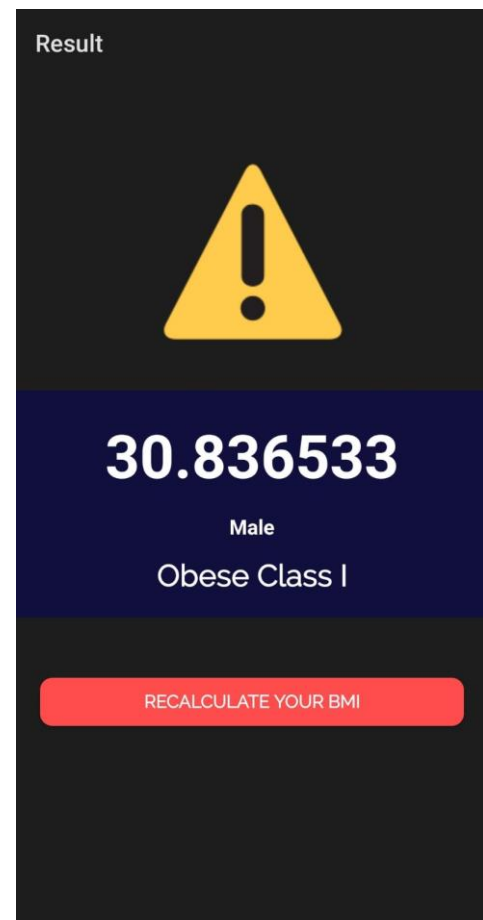 Result
30.836533
Male
Obese Class I
RECALCULATE YOUR BMI